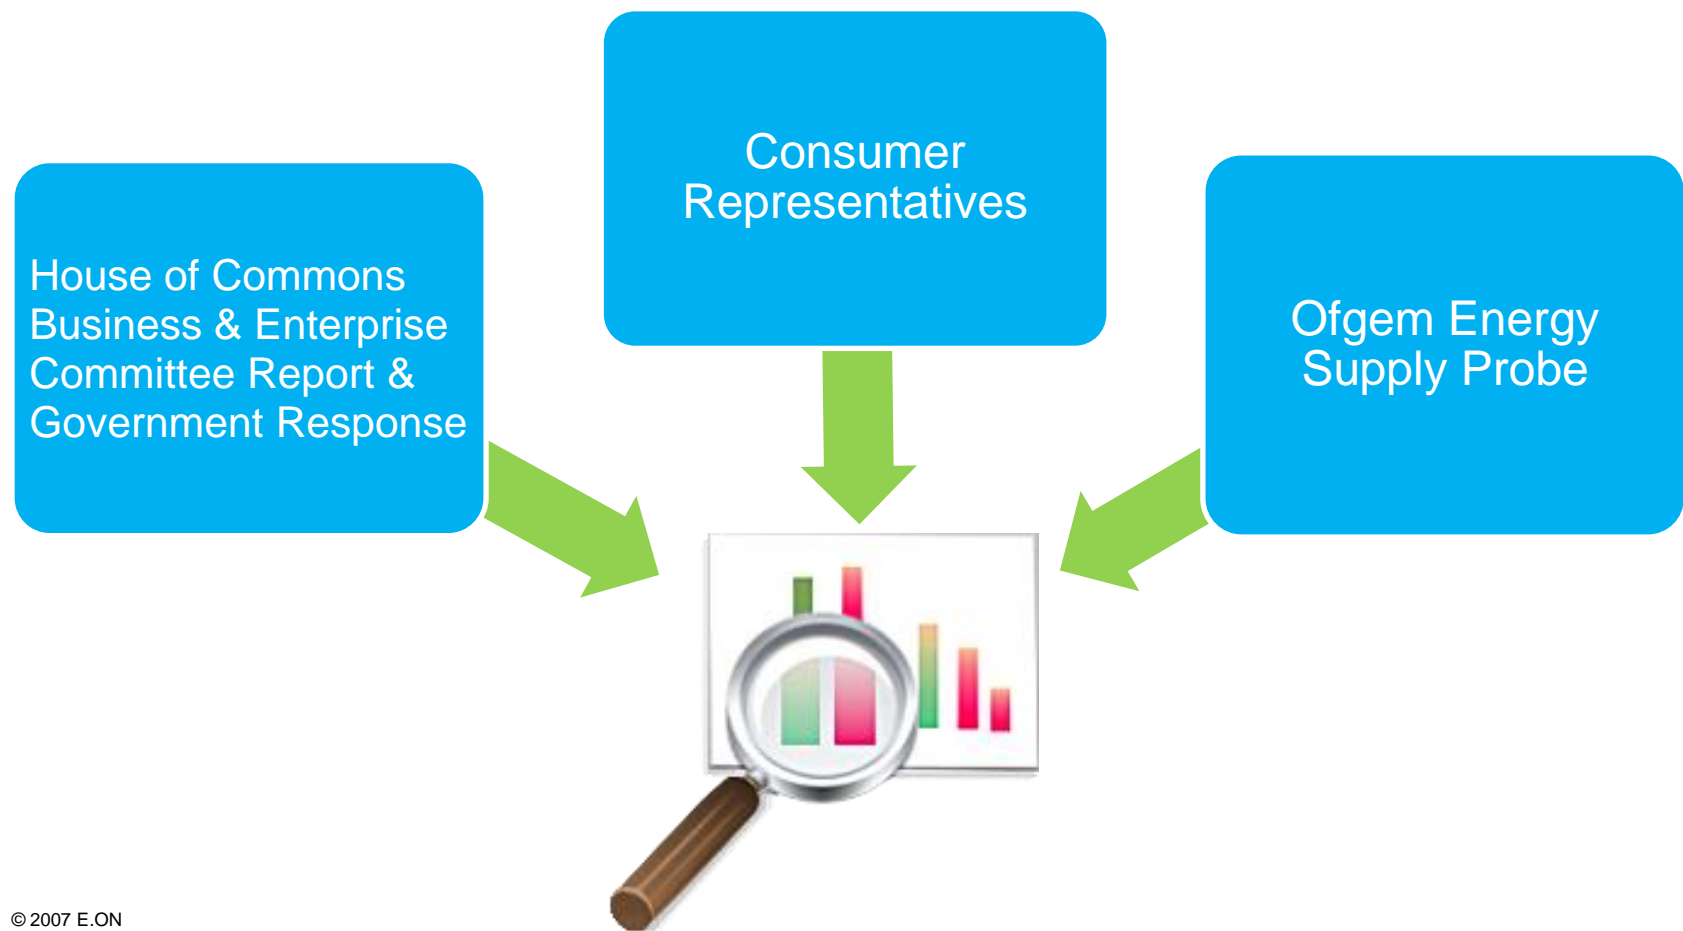 House of Commons
Business & Enterprise
Committee Report &
Government Response
Consumer
Representatives
Ofgem Energy
Supply Probe
© 2007 E.ON